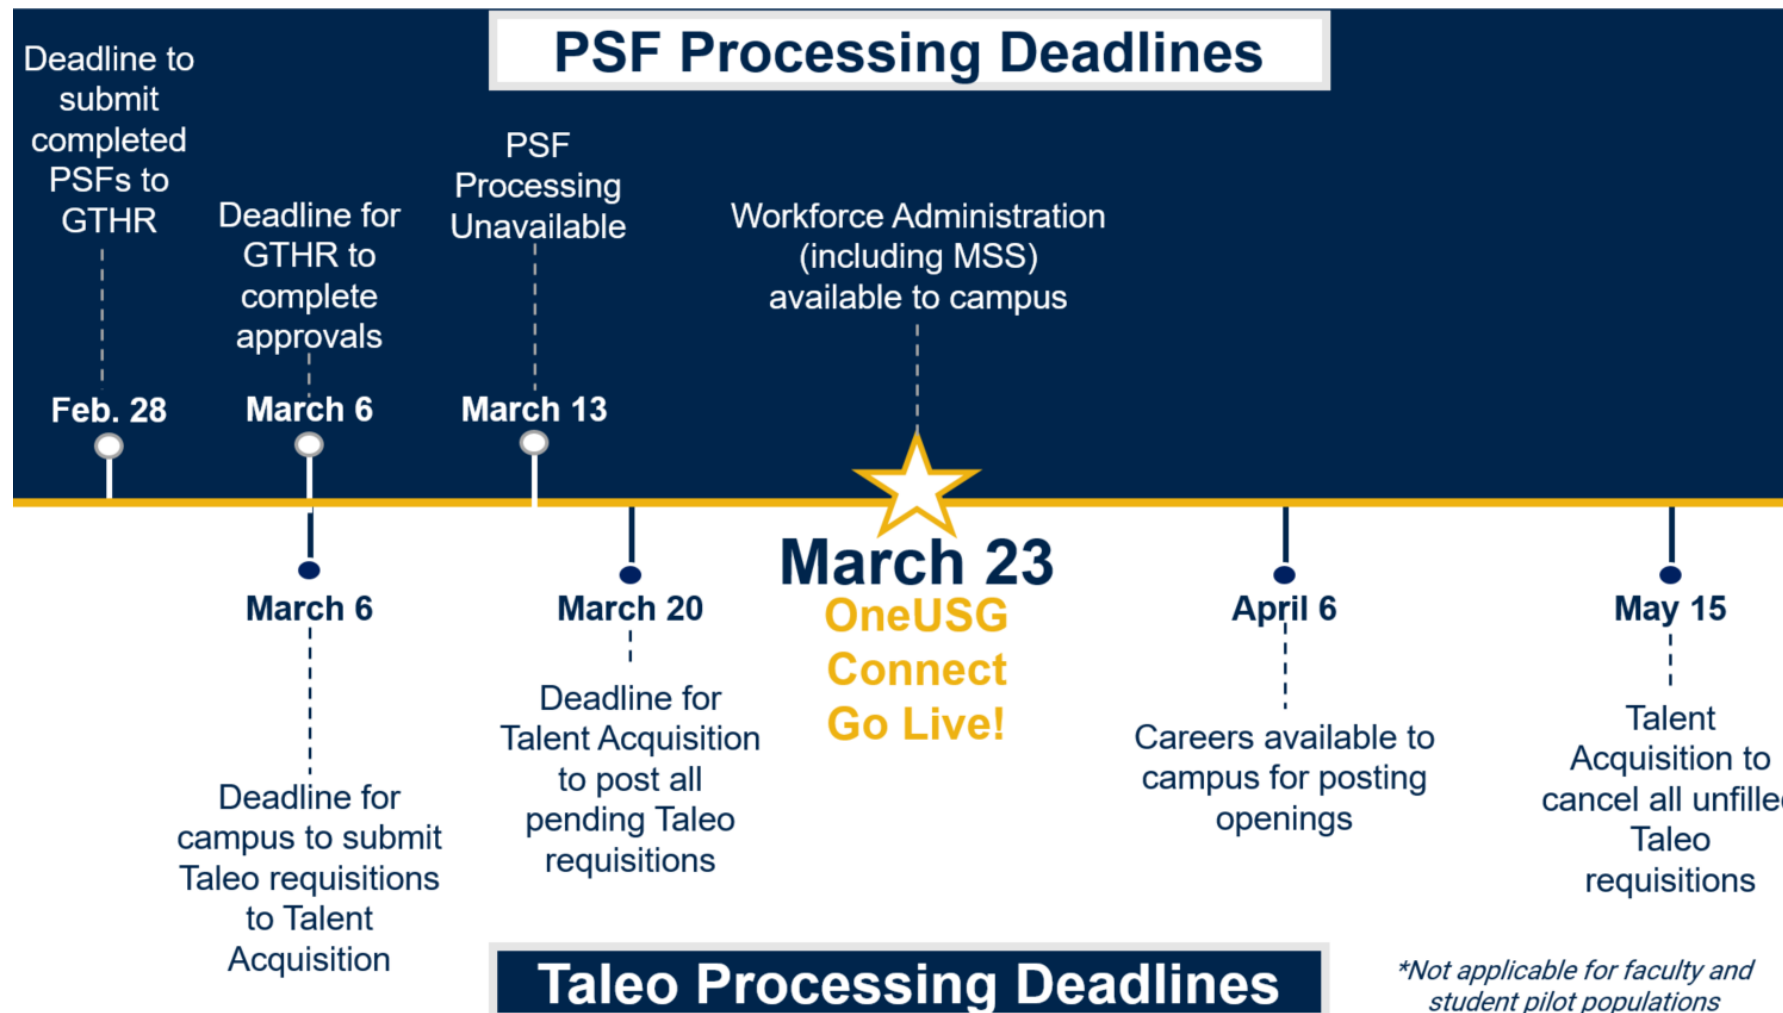 PSF Processing Deadlines
Deadline to
submit
completed
PSFs to
GTHR
Feb. 28
Deadline for
GTHR to
complete
approvals
March 6
PSF
Processing
Unavailable
March 13
Workforce Administration
(including MSS)
available to campus
March 23
OneUSG
Connect
Go Live!
March 6
Deadline for
campus to submit
Taleo requisitions
to Talent
Acquisition
March 20
Deadline for
Talent Acquisition
to post all
pending Taleo
requisitions
April 6
Careers available to
campus for posting
openings
May 15
Talent
Acquisition to
cancel all unfilled
Taleo
requisitions
Taleo Processing Deadlines
*Not applicable for faculty and
student pilot populations